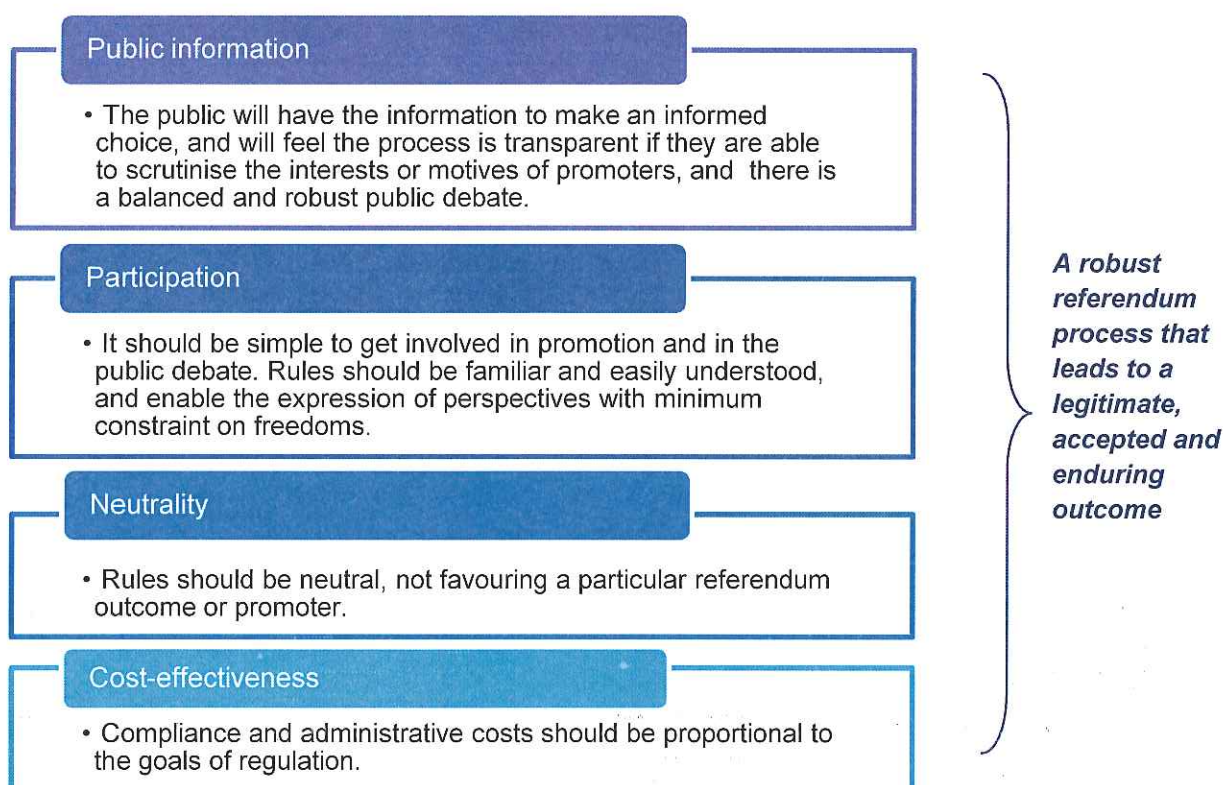 Public information
• The public will have the information to make an informed
choice, and will feel the process is transparent if they are able
to scrutinise the interests or motives of promoters, and there is
a balanced and robust public debate.
Participation
• It should be simple to get involved in promotion and in the
public debate. Rules should be familiar and easily understood,
and enable the expression of perspectives with minimum
constraint on freedoms.
Neutrality
• Rules should be neutral, not favouring a particular referendum
outcome or promoter.
Cost-effectiveness
• Compliance and administrative costs should be proportional to
the goals of regulation.
A robust
referendum
process that
leads to a
legitimate,
accepted and
enduring
outcome